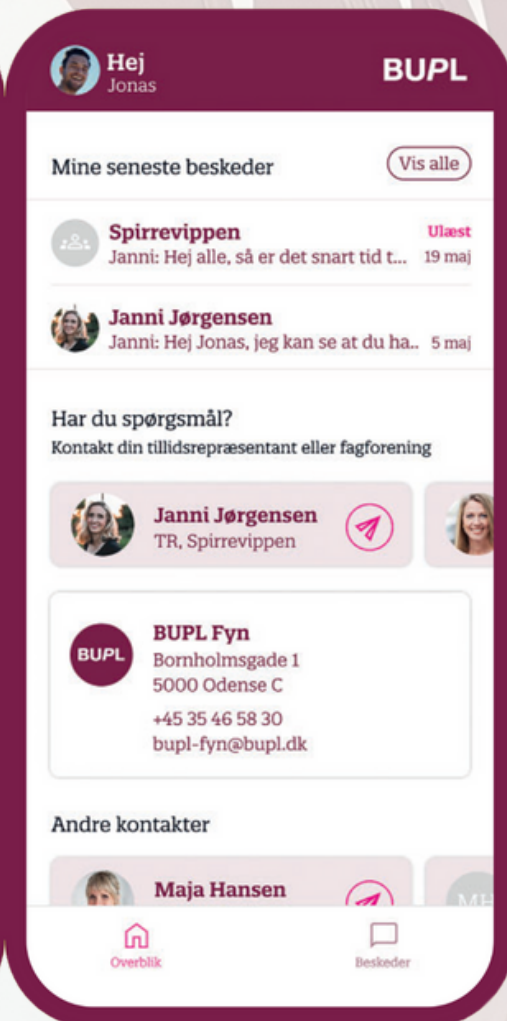 Hej
Jonas
BUPL
Mine seneste beskeder
Vis alle
Spirrevippen
Ulæst
Janni: Hej alle, så er det snart tid t...
19 maj
Janni Jørgensen
Janni: Hej Jonas, jeg kan se at du ha..
5 maj
Har du spørgsmål?
Kontakt din tillidsrepræsentant eller fagforening
Janni Jørgensen
TR, Spirrevippen
BUPL
BUPL Fyn
Bornholmsgade 1
5000 Odense C
+45 35 46 58 30
bupl-fyn@bupl.dk
Andre kontakter
Maja Hansen
MH
Overblik
Beskeder